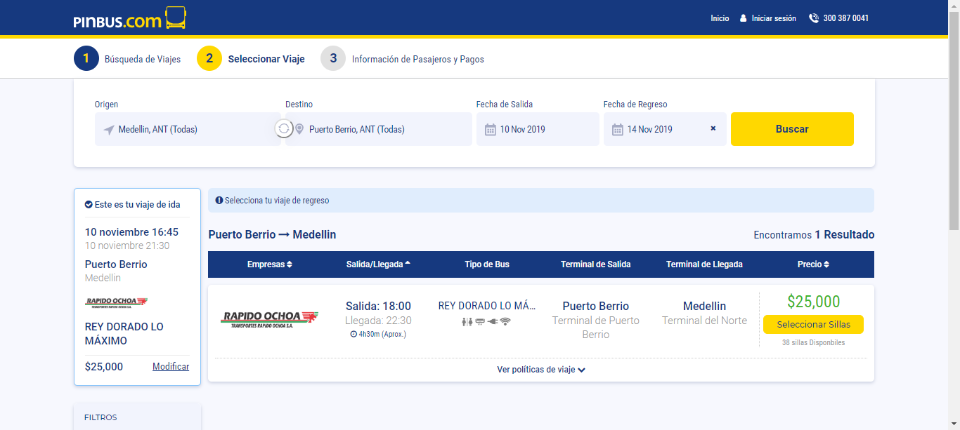 PINBUS.COM
Inicio Iniciar sesión 300 387 0041
1 Búsqueda de Viajes 2 Seleccionar Viaje 3 Información de Pasajeros y Pagos
Origen Destino Fecha de Salida Fecha de Regreso
Medellin, ANT (Todas) Puerto Berrio, ANT (Todas) 10 Nov 2019 14 Nov 2019 × Buscar
Este es tu viaje de ida
10 noviembre 16:45
10 noviembre 21:30
Puerto Berrio
Medellin
RAPIDO OCHOA
REY DORADO LO
MÁXIMO
$25,000 Modificar
FILTROS
Selecciona tu viaje de regreso
Puerto Berrio → Medellin Encontramos 1 Resultado
Empresas Salida/Llegada Tipo de Bus Terminal de Salida Terminal de Llegada Precio
RAPIDO OCHOA
TRANSPORTES RAPIDO OCHOA S.A.
Salida: 18:00
Llegada: 22:30
4h30m (Aprox.)
REY DORADO LO MÁ...
Puerto Berrio
Terminal de Puerto
Berrio
Medellin
Terminal del Norte
$25,000
Seleccionar Sillas
38 sillas Disponibles
Ver políticas de viaje